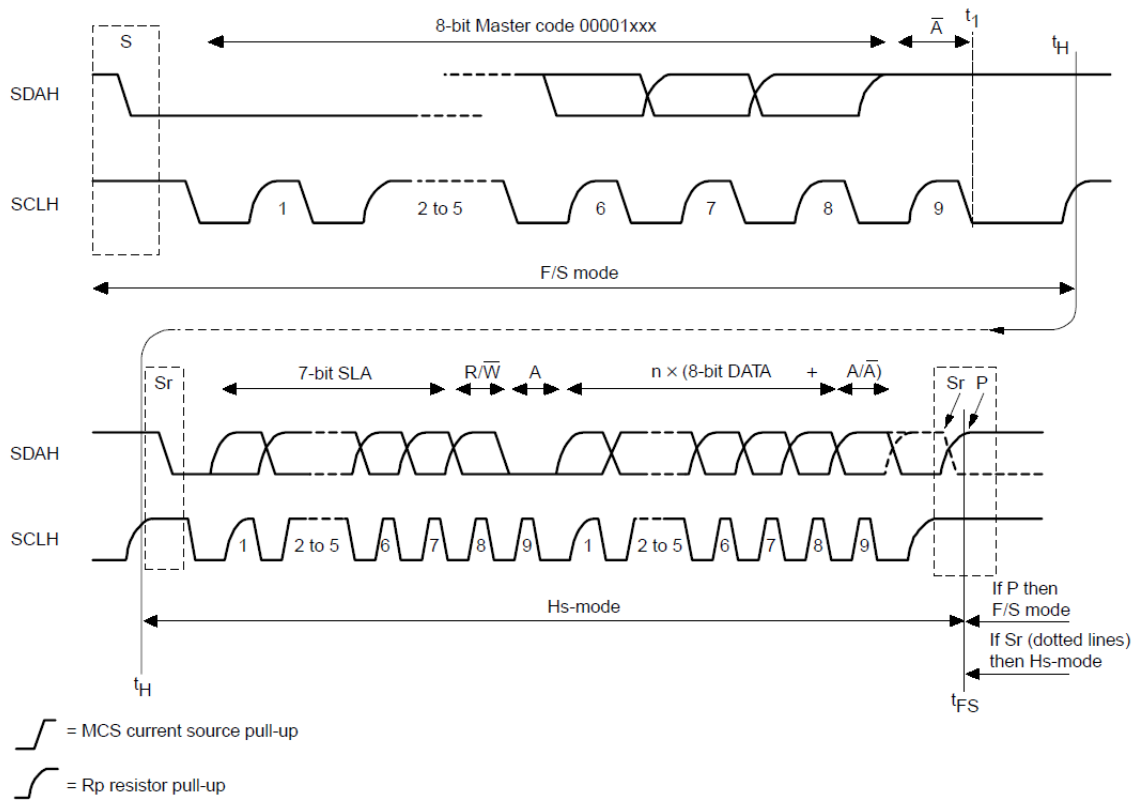 S 8-bit Master code 00001xxx A̅ t1 tH
SDAH
SCLH 1 2 to 5 6 7 8 9
F/S mode
Sr 7-bit SLA R/W̅ A n × (8-bit DATA + A/A̅) Sr P
SDAH
SCLH 1 2 to 5 6 7 8 9 1 2 to 5 6 7 8 9
Hs-mode
If P then
F/S mode
If Sr (dotted lines)
then Hs-mode
tH tFS
= MCS current source pull-up
= Rp resistor pull-up